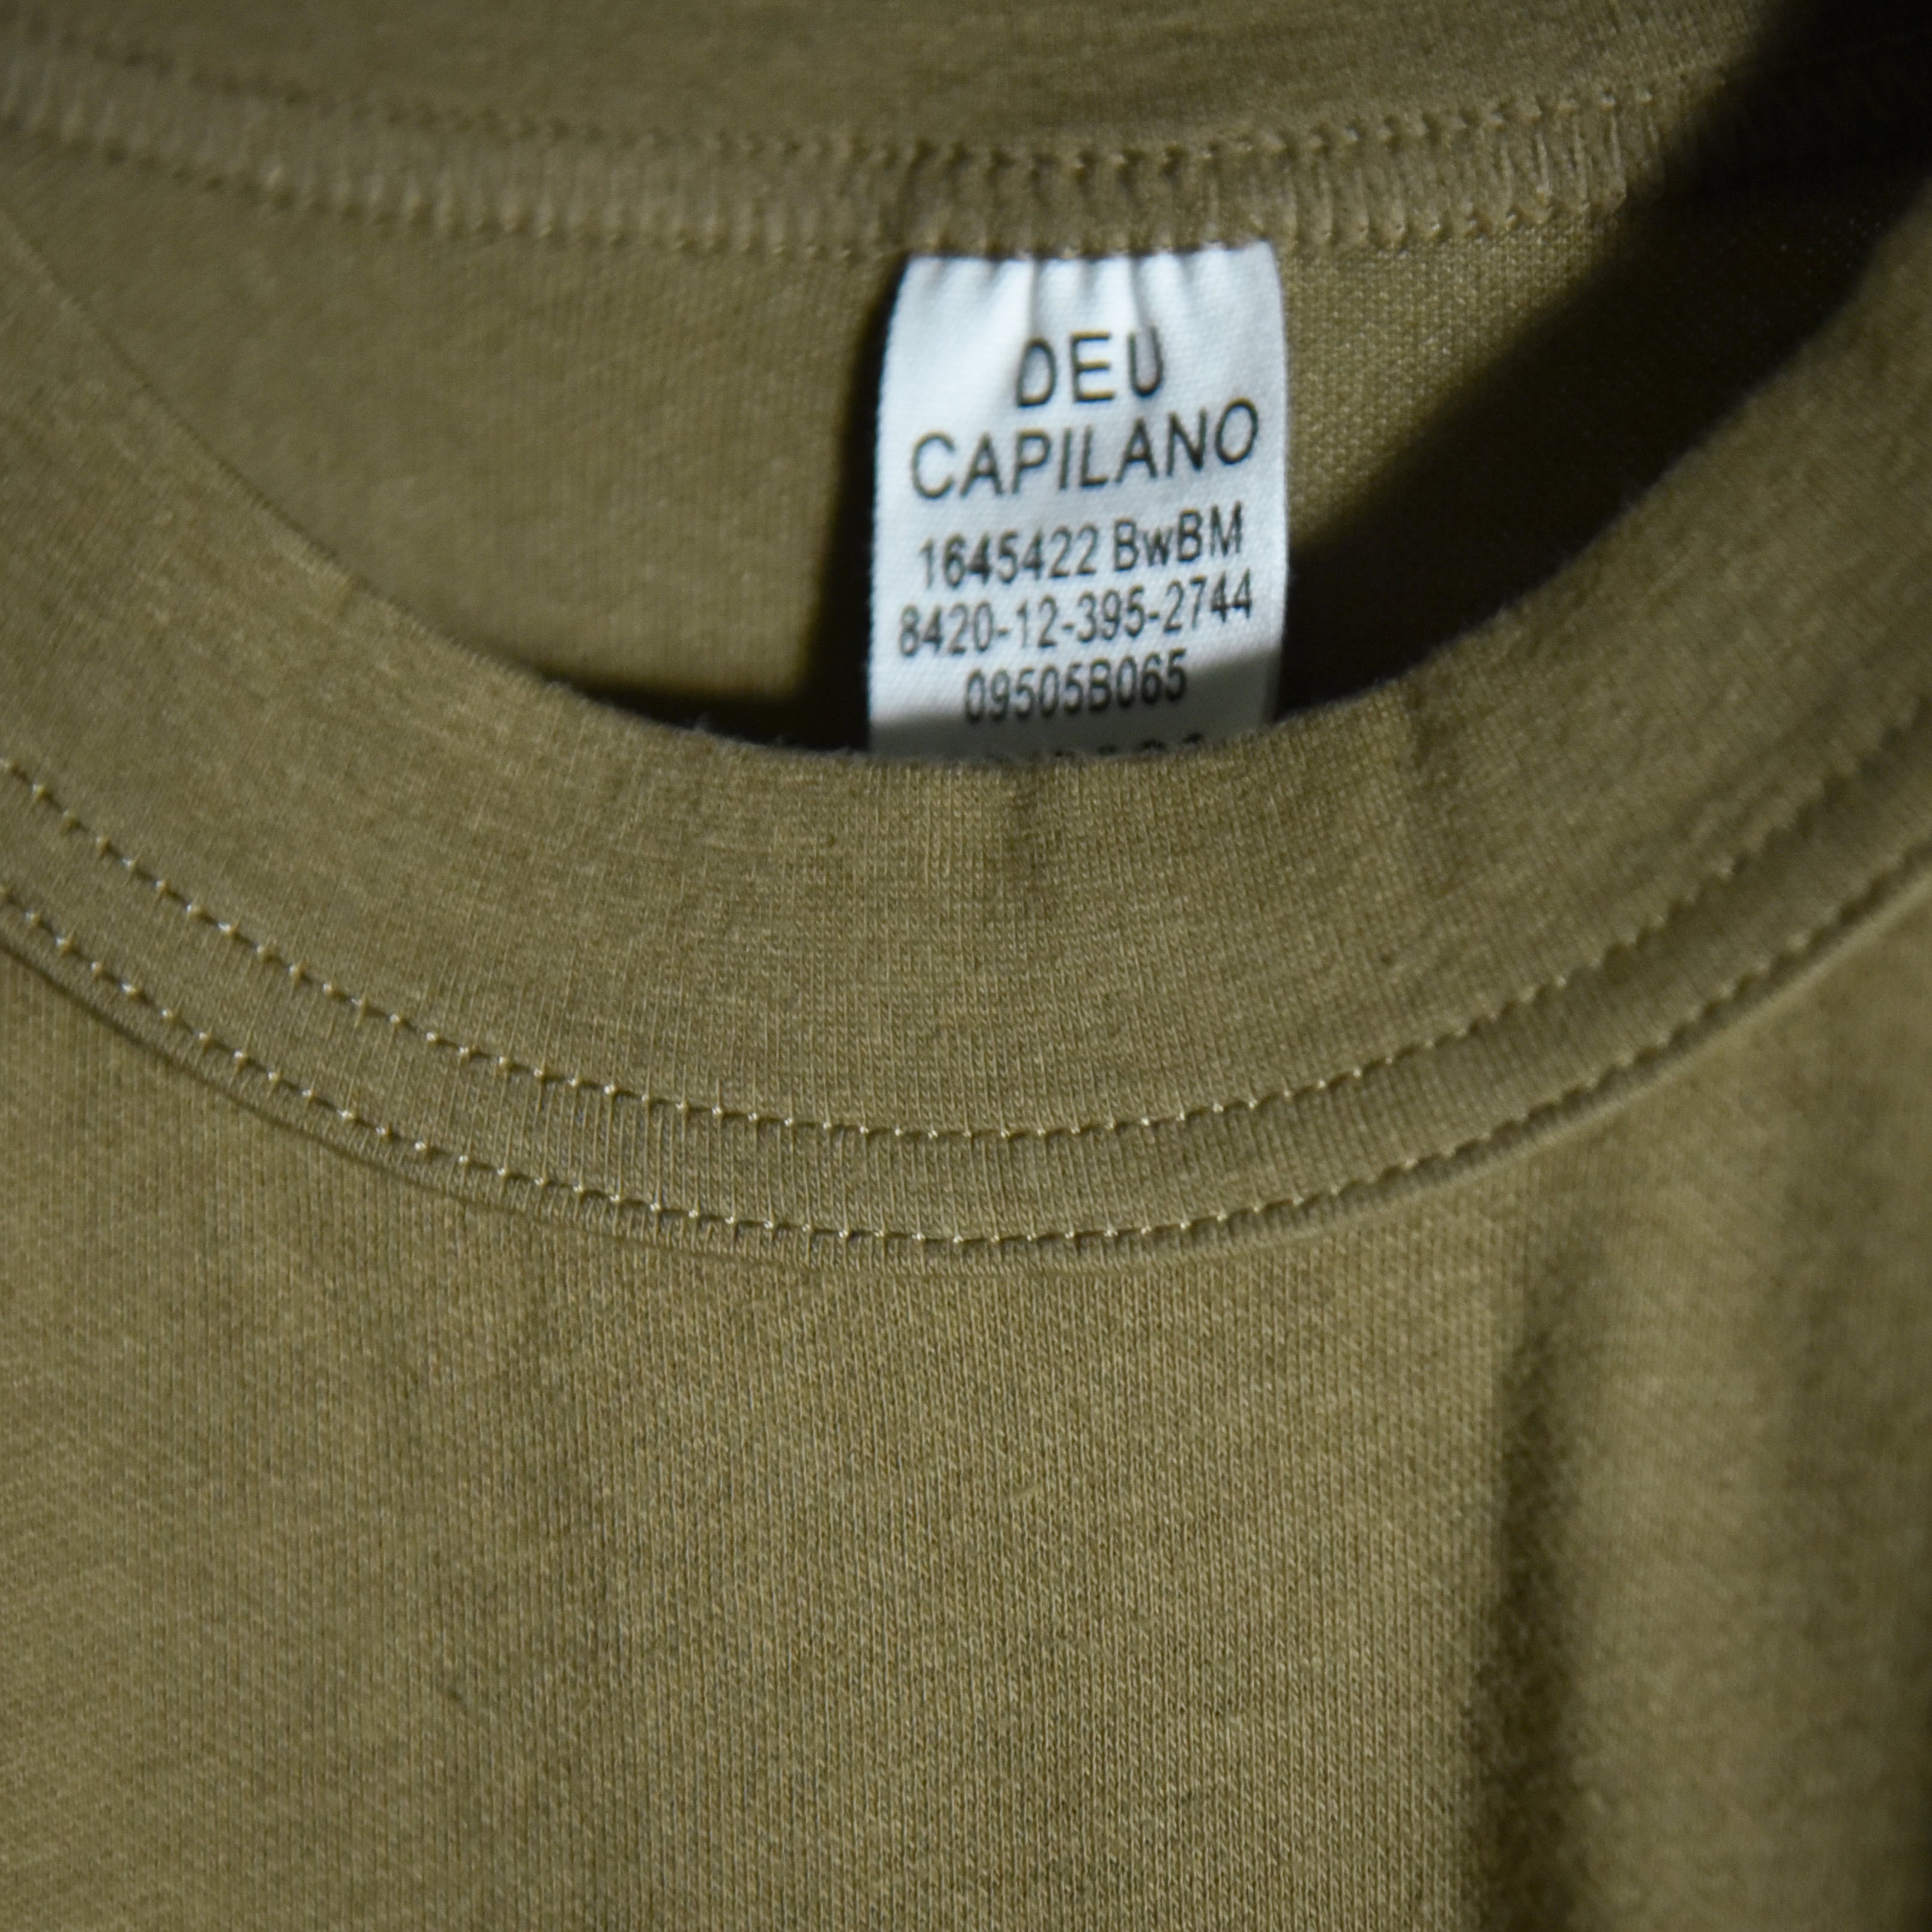 DEU
CAPILANO
1645422 BwBM
8420-12-395-2744
09505B065